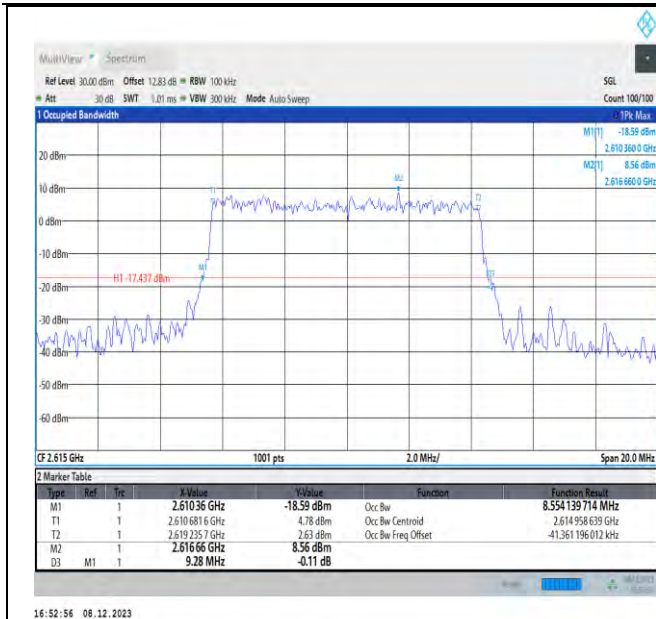 MultiView Spectrum
Ref Level 30.00 dBm Offset 12.83 dB RBW 100 kHz SGL
Att 30 dB SWT 1.01 ms VBW 300 kHz Mode Auto Sweep Count 100/100
1 Occupied Bandwidth 1Pk Max
M1[1] -18.59 dBm
2.610 360 0 GHz
M2[1] 8.56 dBm
2.616 660 0 GHz
20 dBm
10 dBm
0 dBm
-10 dBm
-20 dBm
-30 dBm
-40 dBm
-50 dBm
-60 dBm
T1
M2
T2
M1
H1 -17.437 dBm
D3
CF 2.615 GHz 1001 pts 2.0 MHz/ Span 20.0 MHz
2 Marker Table
Type Ref Trc X-Value Y-Value Function Function Result
M1 1 2.610 36 GHz -18.59 dBm Occ Bw 8.554 139 714 MHz
T1 1 2.610 681 6 GHz 4.78 dBm Occ Bw Centroid 2.614 958 639 GHz
T2 1 2.619 235 7 GHz 2.63 dBm Occ Bw Freq Offset -41.361 196 012 kHz
M2 1 2.616 66 GHz 8.56 dBm
D3 M1 1 9.28 MHz -0.11 dB
16:52:56 08.12.2023